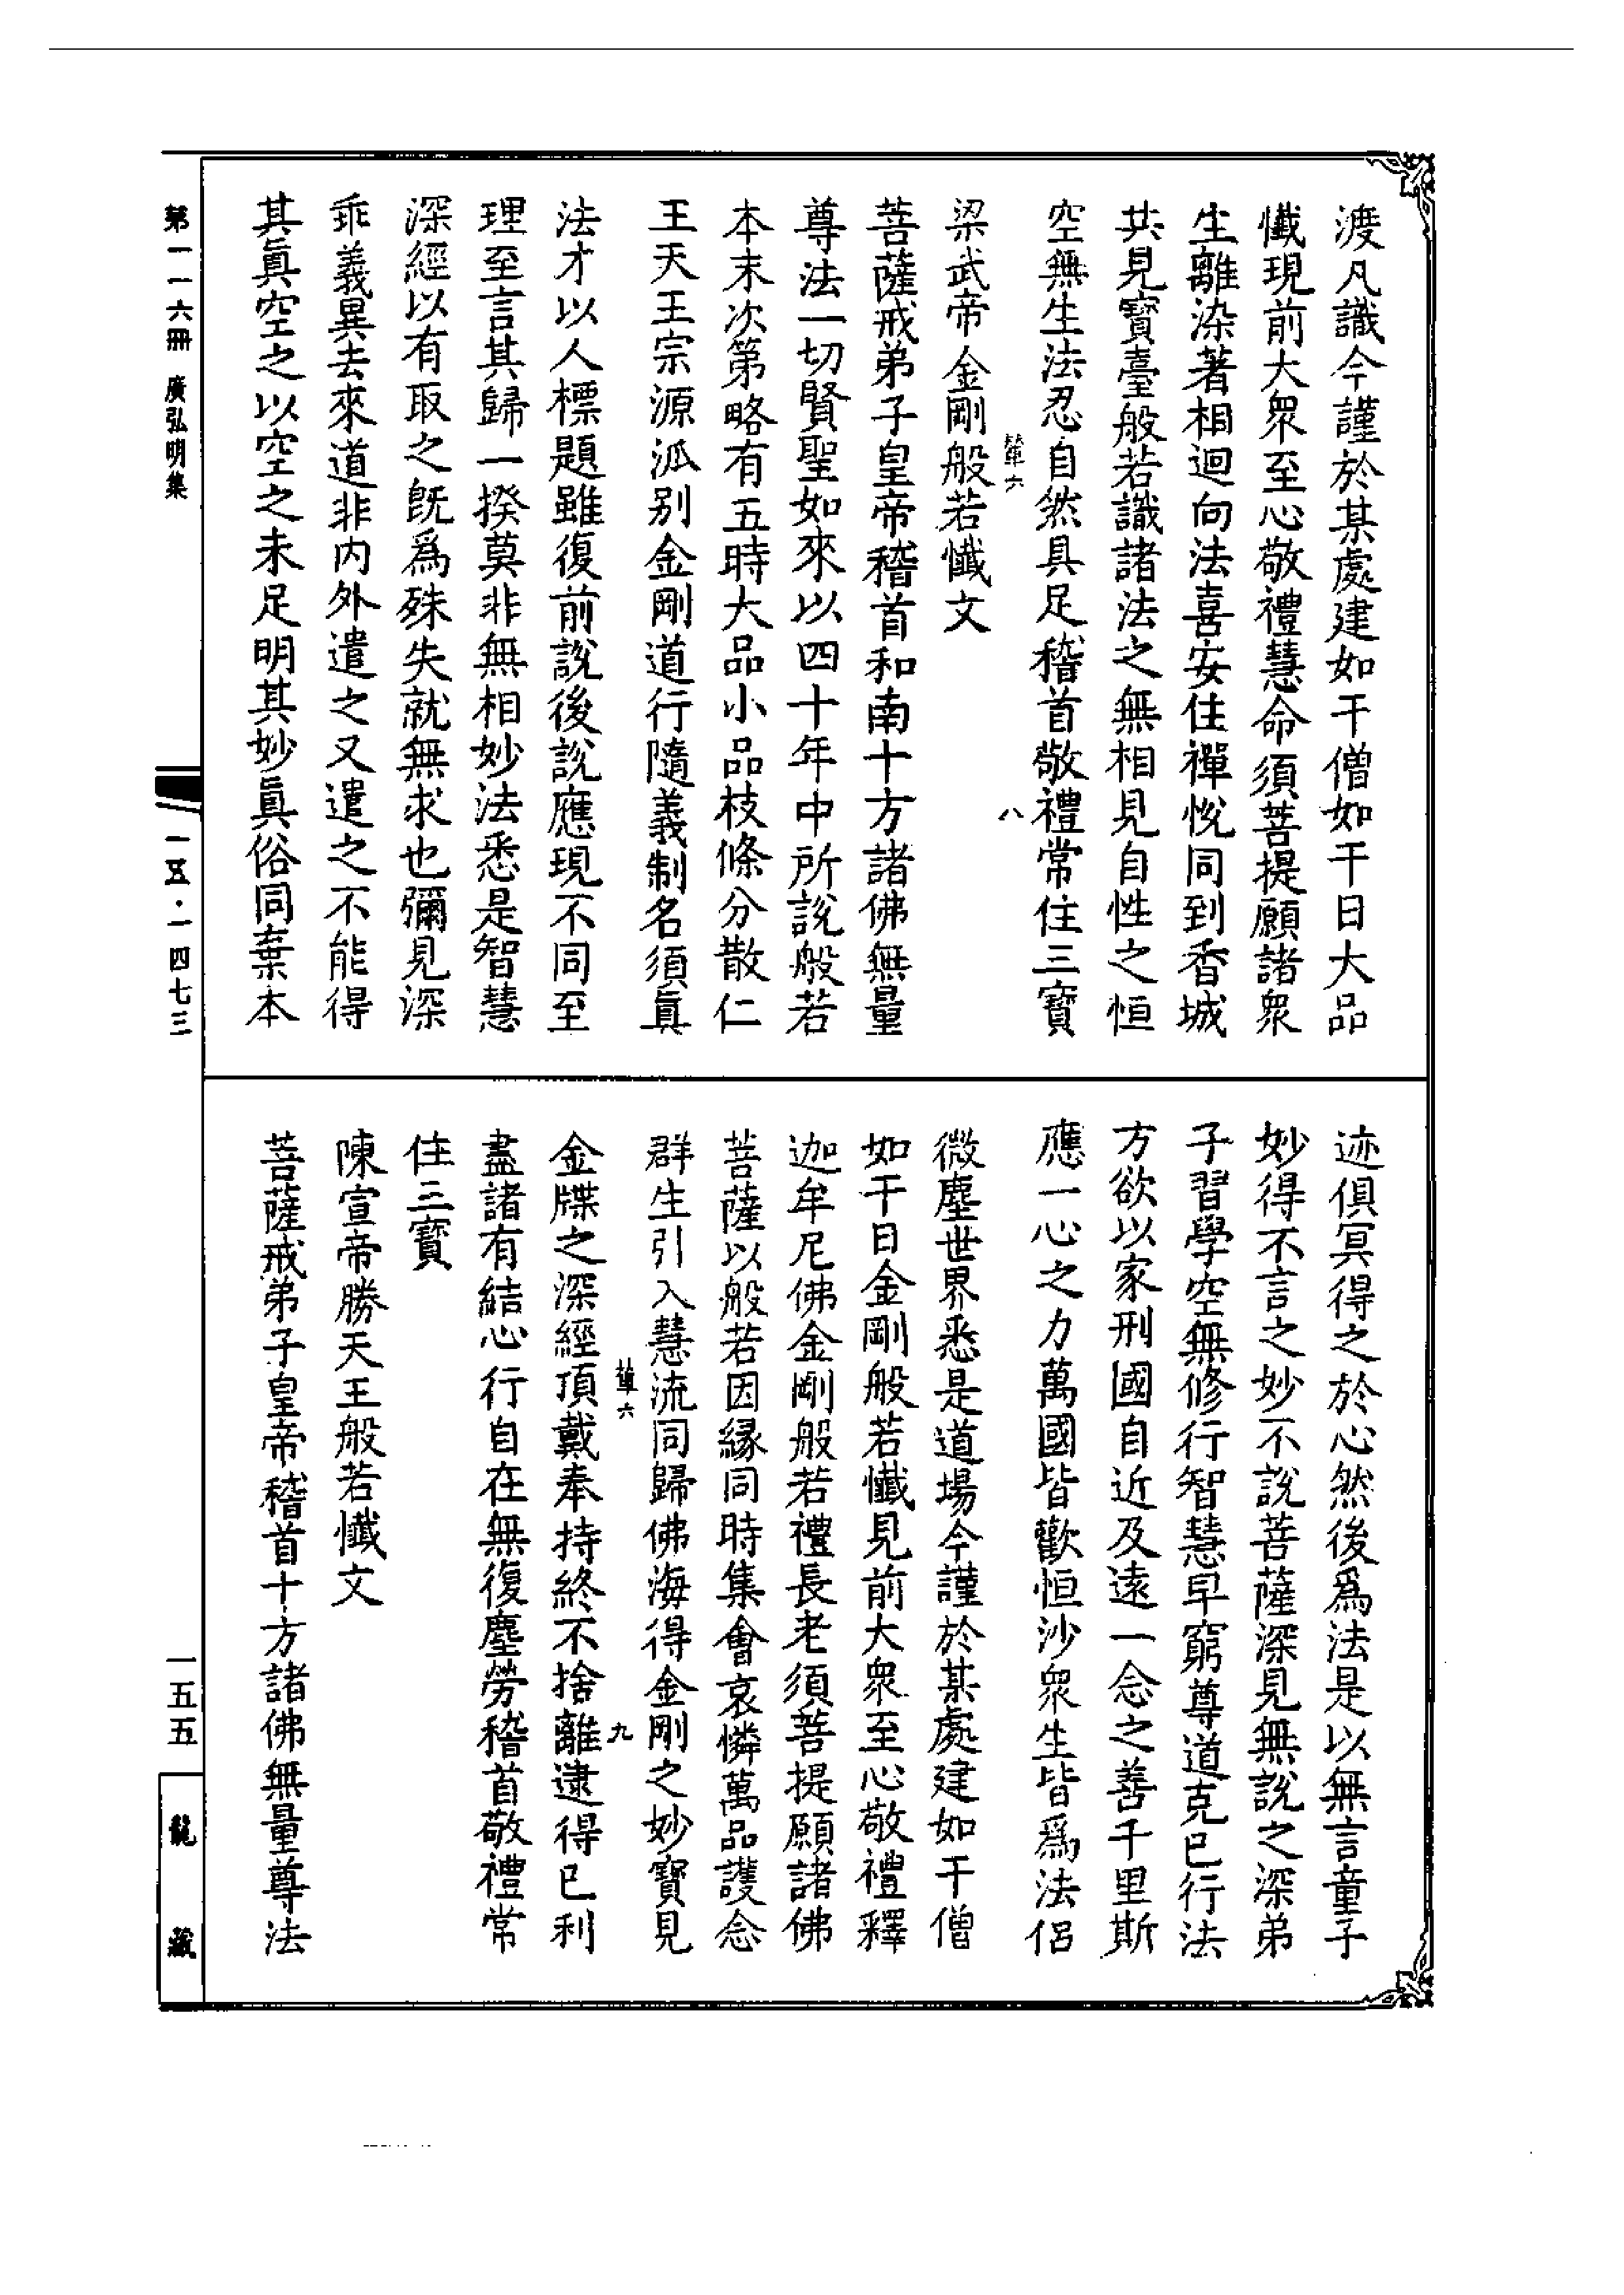 渡凡識今謹於某處建如干僧如干日大品
懺現前大衆至心敬禮慧命須菩提願諸衆
生離染著相迴向法喜安住禪悅同到香城
共見寶臺般若識諸法之無相見自性之恒
空無生法忍自然具足稽首敬禮常住三寶
輦六
八
梁武帝金剛般若懺文
菩薩戒弟子皇帝稽首和南十方諸佛無量
尊法一切賢聖如來以四十年中所說般若
本末次第略有五時大品小品枝條分散仁
王天王宗源派別金剛道行隨義制名須真
法才以人標題雖復前說後說應現不同至
理至言其歸一揆莫非無相妙法悉是智慧
深經以有取之既為殊失就無求也彌見深
乖義異去來道非內外遣之又遣之不能得
其眞空之以空之未足明其妙眞俗同棄本
迹俱冥得之於心然後爲法是以無言童子
妙得不言之妙不說菩薩深見無說之深弟
子習學空無修行智慧早窮尊道克己行法
方欲以家刑國自近及遠一念之善千里斯
應一心之力萬國皆歡恒沙衆生皆爲法侶
微塵世界悉是道場今謹於某處建如干僧
如干日金剛般若懺見前大衆至心敬禮釋
迦牟尼佛金剛般若禮長老須菩提願諸佛
菩薩以般若因緣同時集會哀憐萬品護念
群生引入慧流同歸佛海得金剛之妙寶見
輦六
九
金牒之深經頂戴奉持終不捨離逮得己利
盡諸有結心行自在無復塵勞稽首敬禮常
住三寶
陳宣帝勝天王般若懺文
菩薩戒弟子皇帝稽首十方諸佛無量尊法
第一一六冊 廣弘明集
一五·一四七三
一五五
龍藏